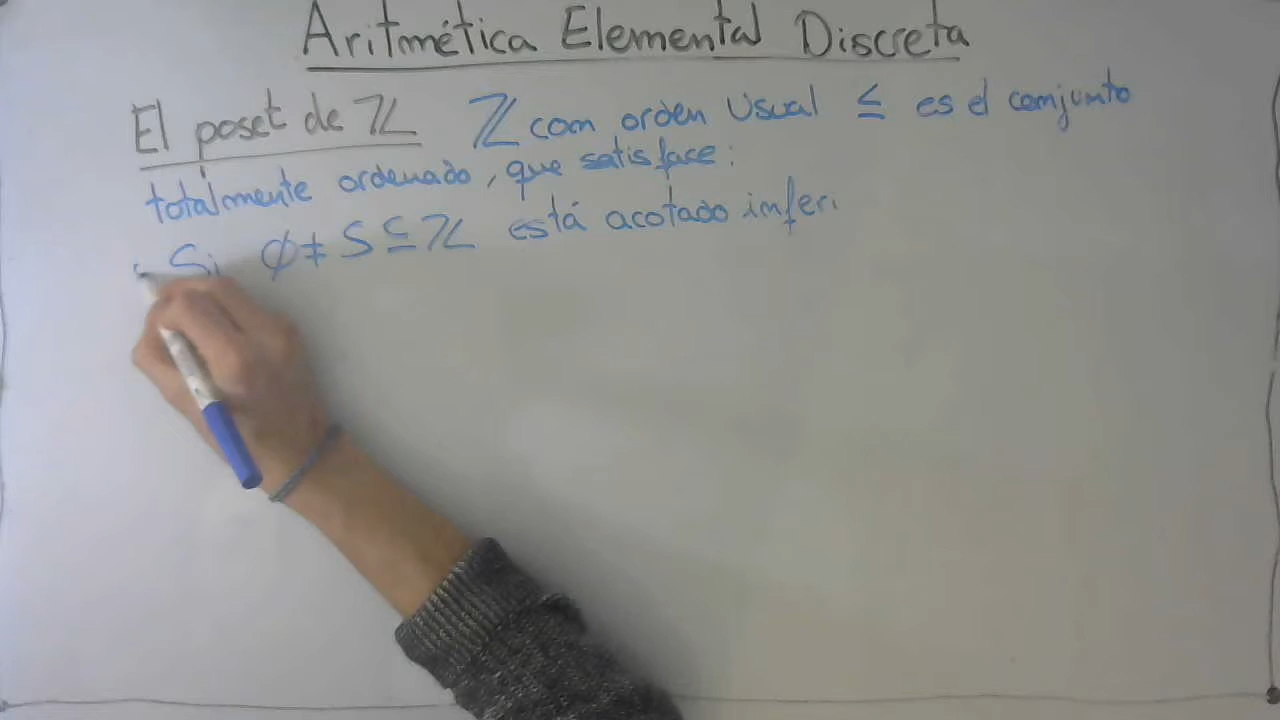 Aritmética Elemental Discreta
El poset de ℤ ℤ con orden usual ≤ es el conjunto
totalmente ordenado, que satisface:
Si ∅ ≠ S ⊆ ℤ está acotado inferi